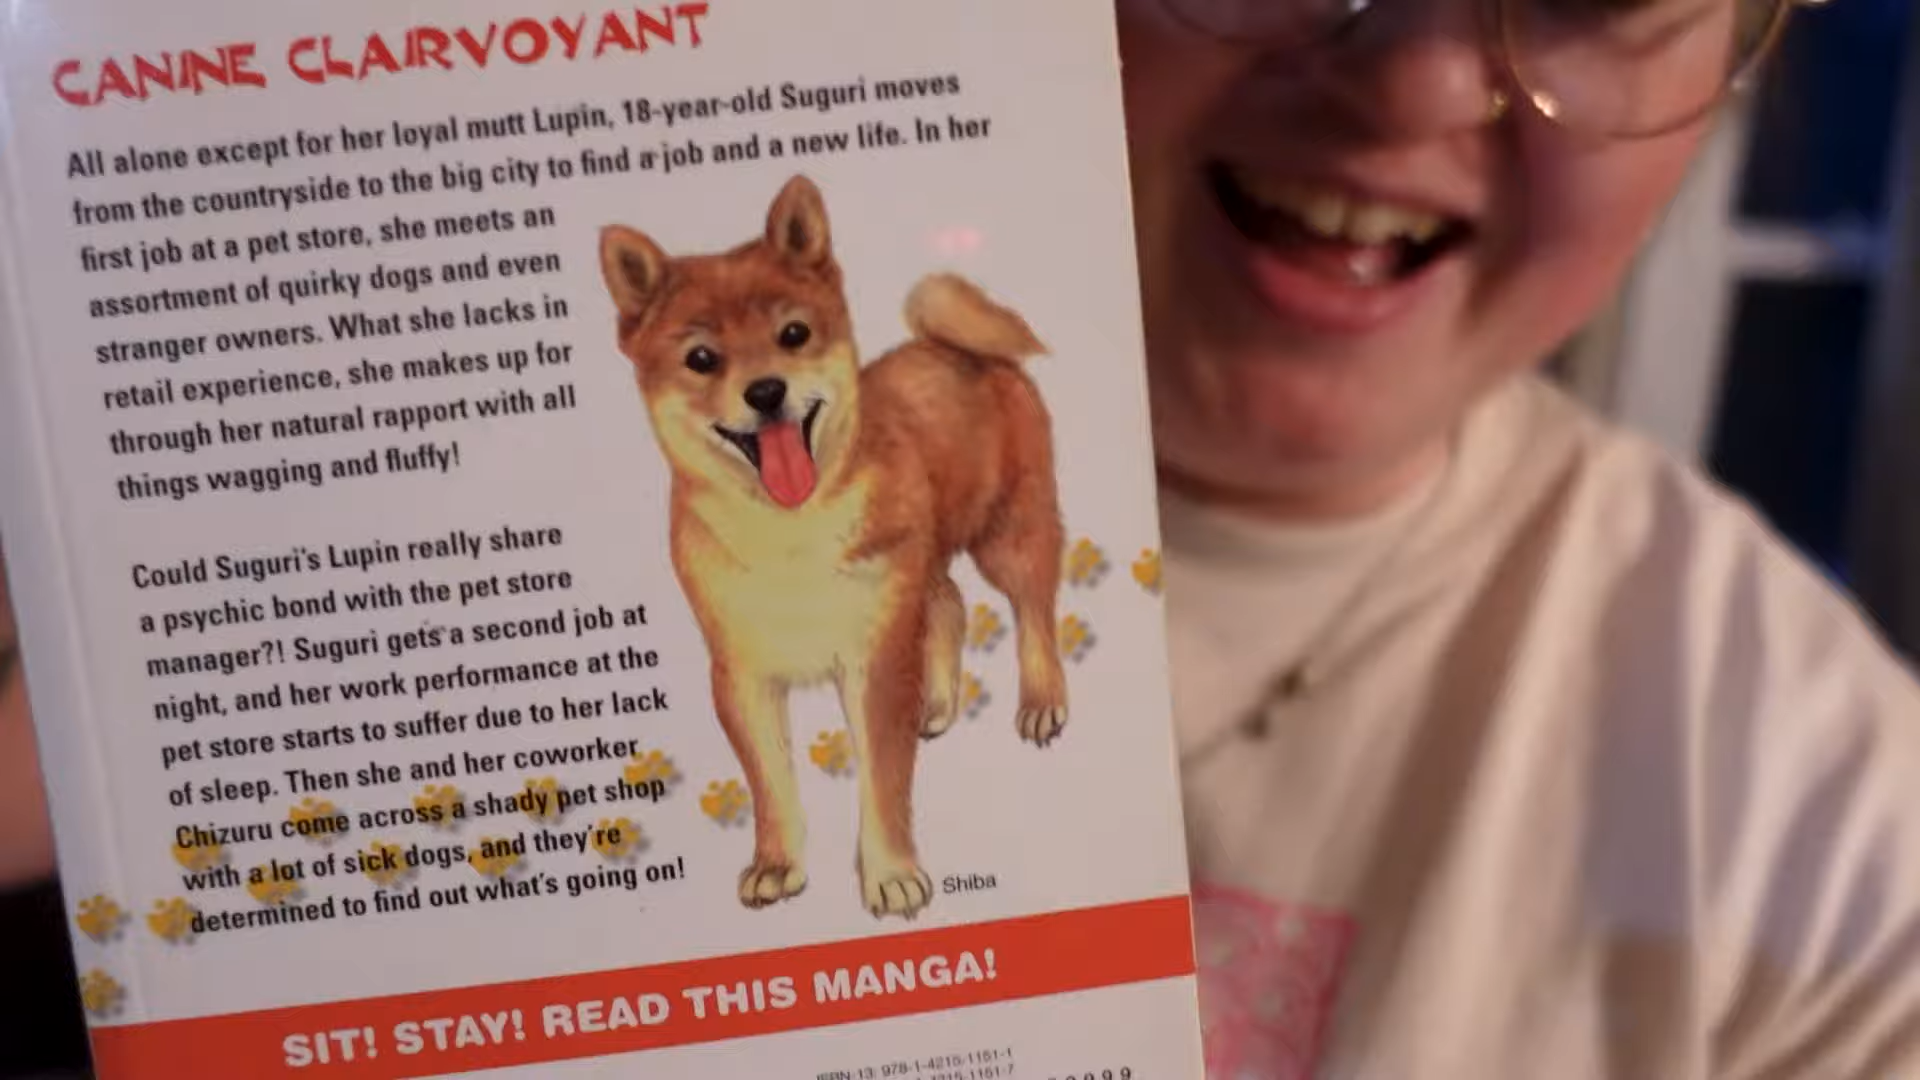 CANINE CLAIRVOYANT
All alone except for her loyal mutt Lupin, 18-year-old Suguri moves
from the countryside to the big city to find a job and a new life. In her
first job at a pet store, she meets an
assortment of quirky dogs and even
stranger owners. What she lacks in
retail experience, she makes up for
through her natural rapport with all
things wagging and fluffy!
Could Suguri's Lupin really share
a psychic bond with the pet store
manager?! Suguri gets a second job at
night, and her work performance at the
pet store starts to suffer due to her lack
of sleep. Then she and her coworker
Chizuru come across a shady pet shop
with a lot of sick dogs, and they're
determined to find out what's going on!
Shiba
SIT! STAY! READ THIS MANGA!
ISBN-13: 978-1-4215-1161-1